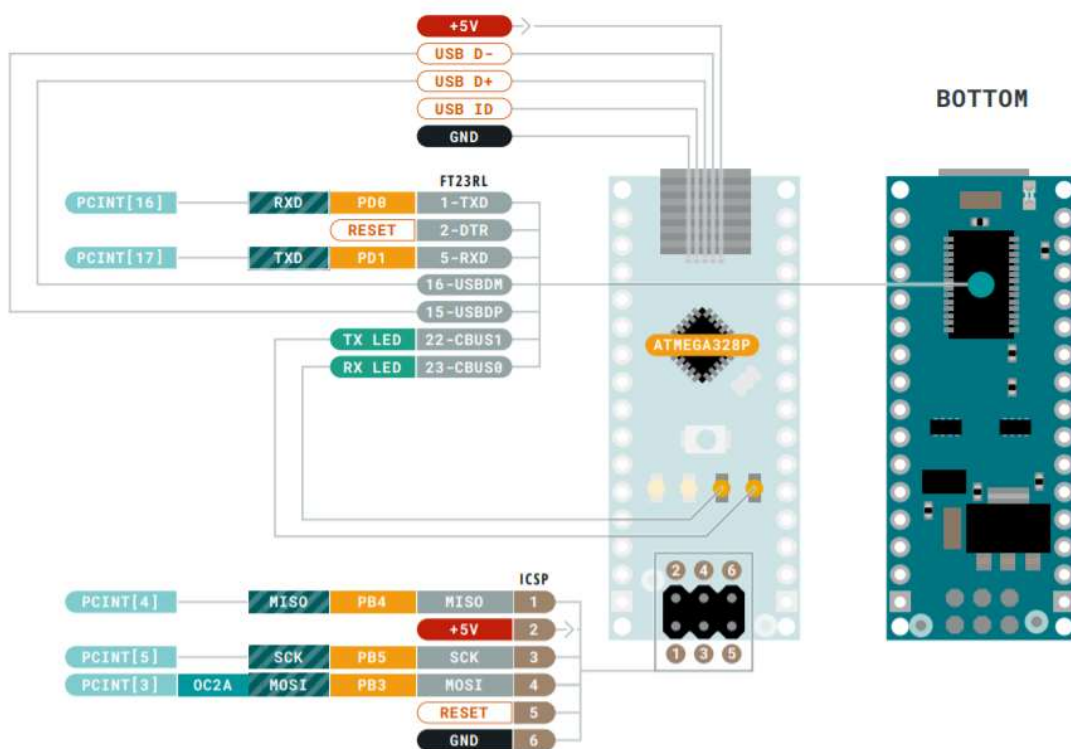 +5V
USB D-
USB D+
USB ID
GND
BOTTOM
FT23RL
PCINT[16] RXD PD0 1-TXD
RESET 2-DTR
PCINT[17] TXD PD1 5-RXD
16-USBDM
15-USBDP
TX LED 22-CBUS1
RX LED 23-CBUS0
ATMEGA328P
ICSP
PCINT[4] MISO PB4 MISO 1
+5V 2
PCINT[5] SCK PB5 SCK 3
PCINT[3] OC2A MOSI PB3 MOSI 4
RESET 5
GND 6
2 4 6
1 3 5